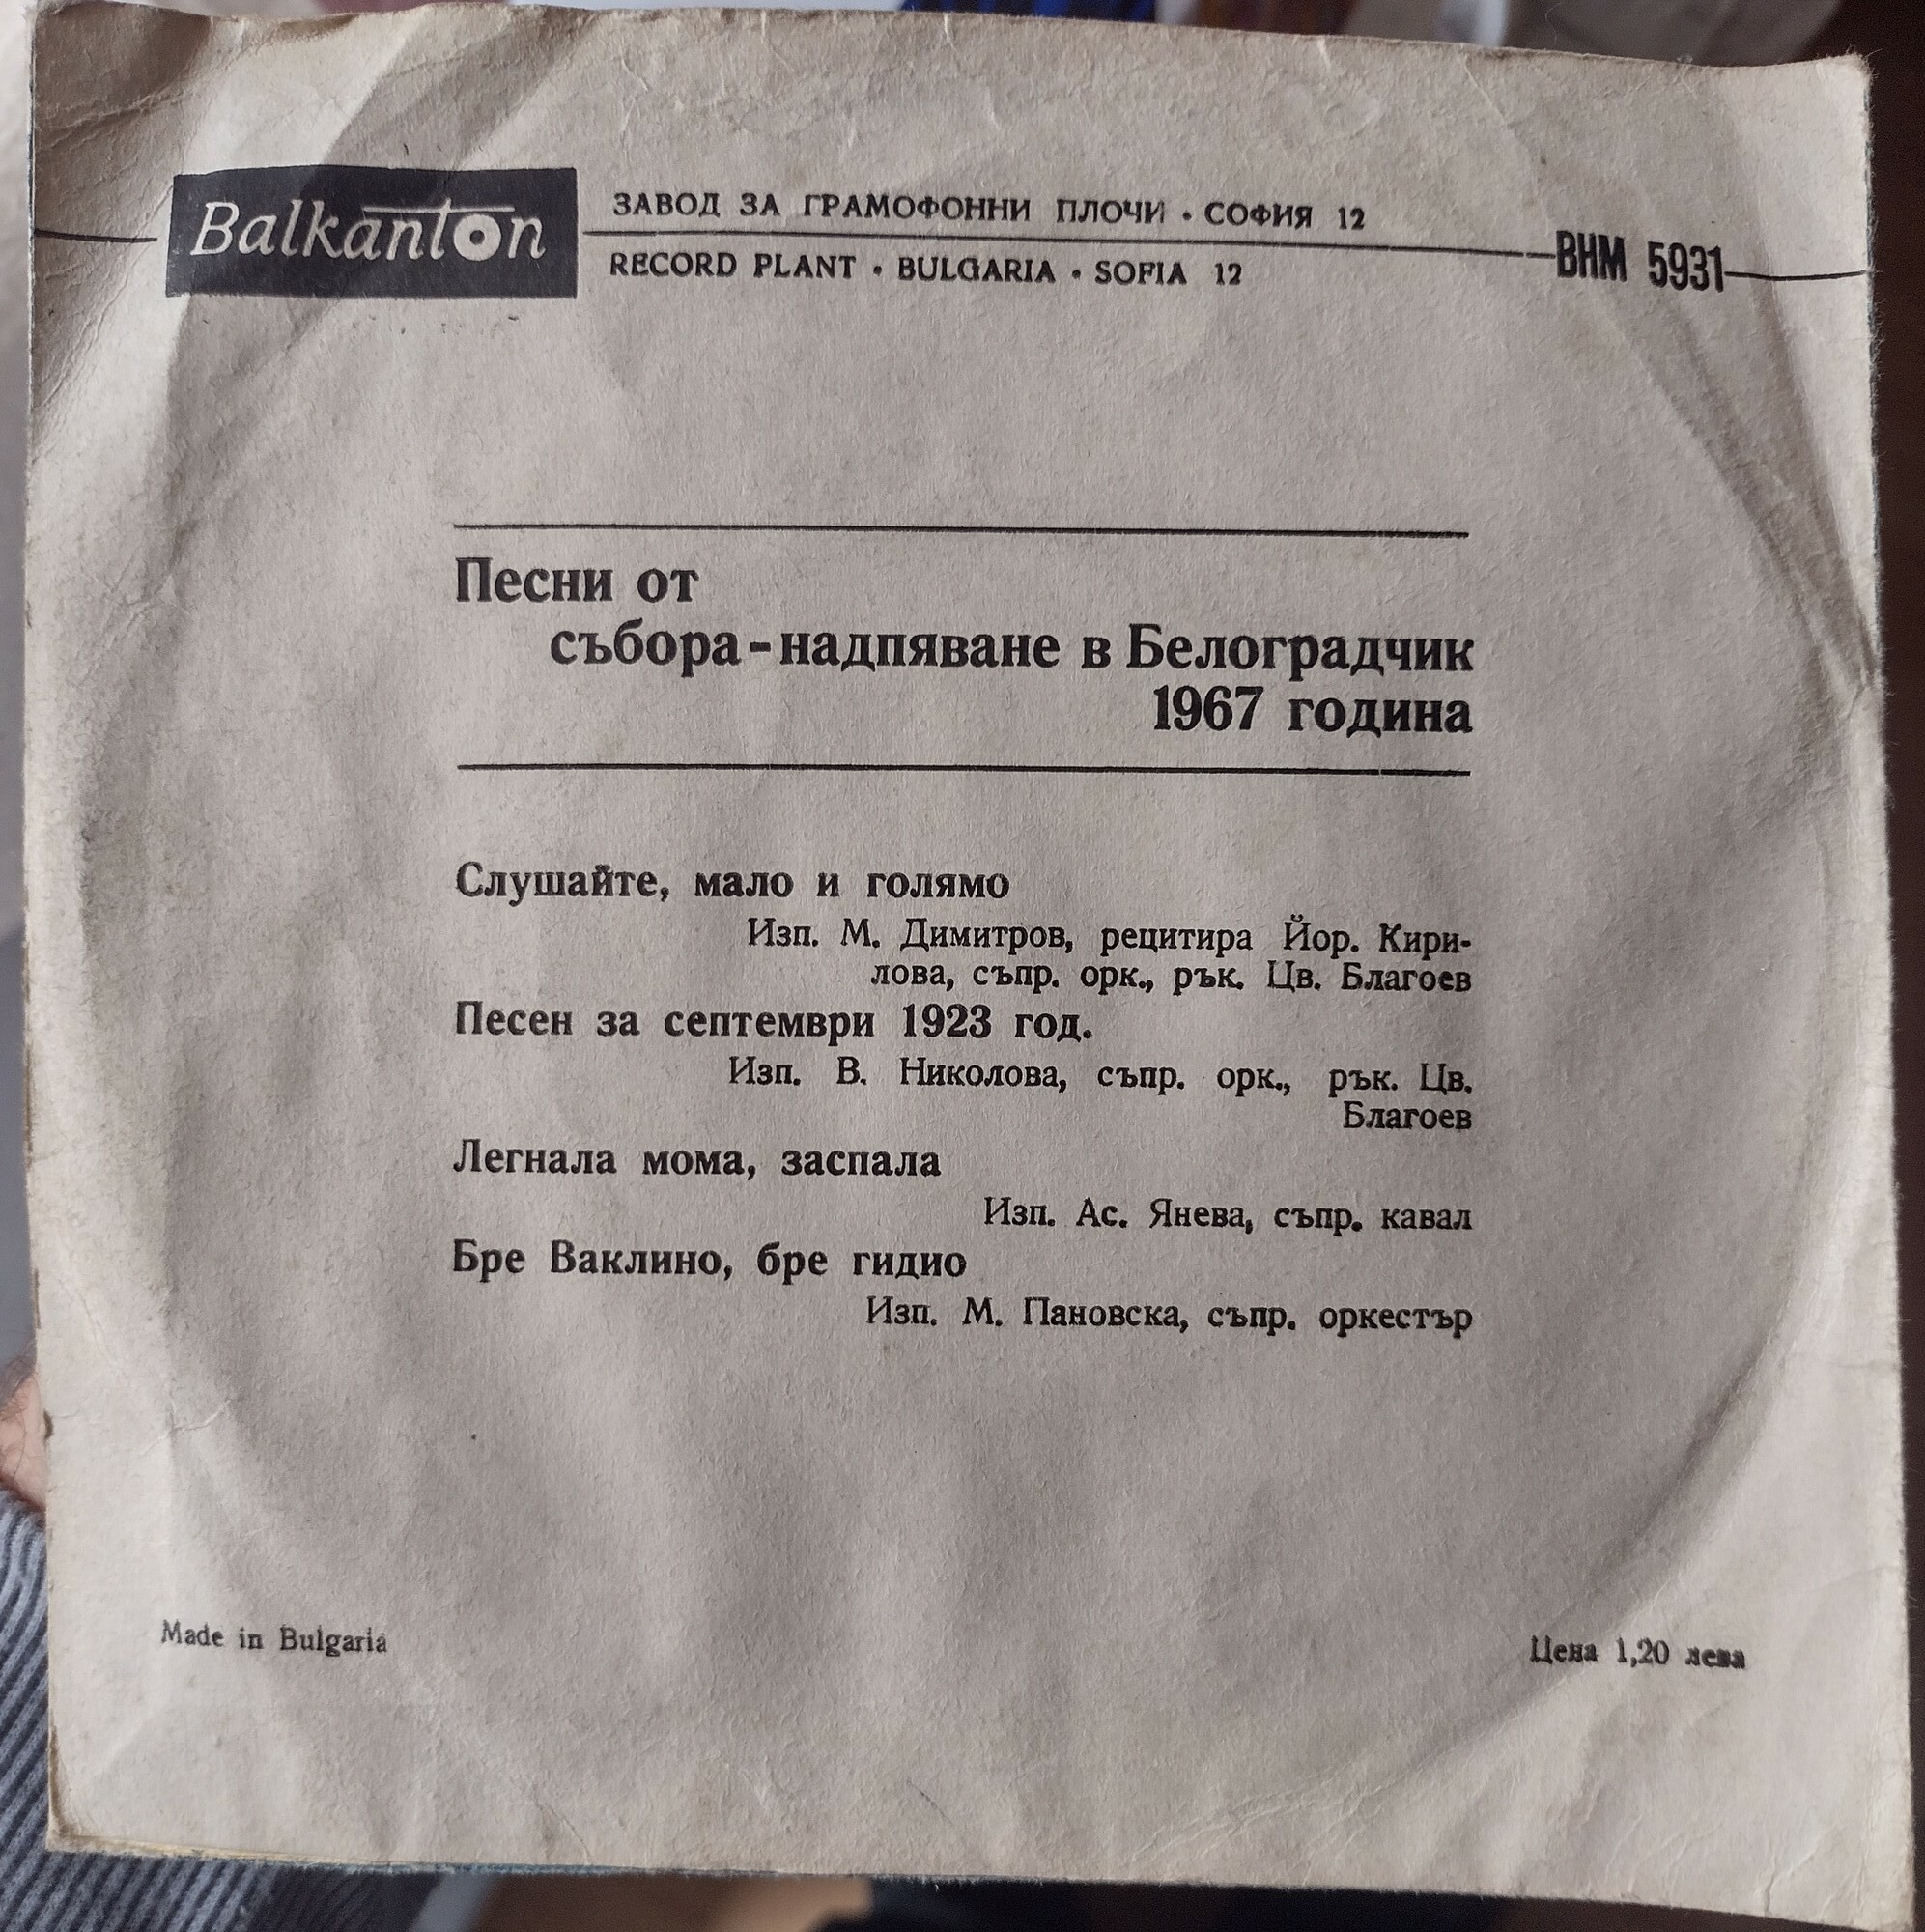 Balkanton
ЗАВОД ЗА ГРАМОФОННИ ПЛОЧИ • СОФИЯ 12
RECORD PLANT • BULGARIA • SOFIA 12
ВНМ 5931
Песни от
събора-надпяване в Белоградчик
1967 година
Слушайте, мало и голямо
Изп. М. Димитров, рецитира Йор. Кири-
лова, съпр. орк., рък. Цв. Благоев
Песен за септември 1923 год.
Изп. В. Николова, съпр. орк., рък. Цв.
Благоев
Легнала мома, заспала
Изп. Ас. Янева, съпр. кавал
Бре Ваклино, бре гидио
Изп. М. Пановска, съпр. оркестър
Made in Bulgaria
Цена 1,20 лева